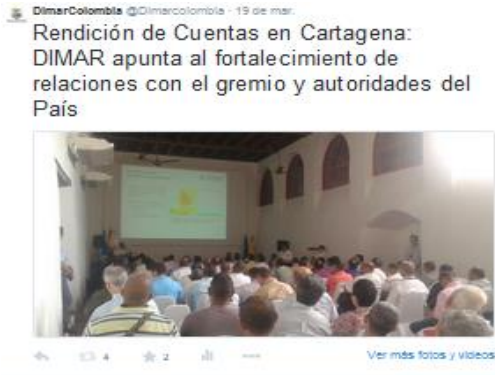 DimarColombia @Dimarcolombia · 19 de mar.
Rendición de Cuentas en Cartagena:
DIMAR apunta al fortalecimiento de
relaciones con el gremio y autoridades del
País
4 2
Ver más fotos y videos